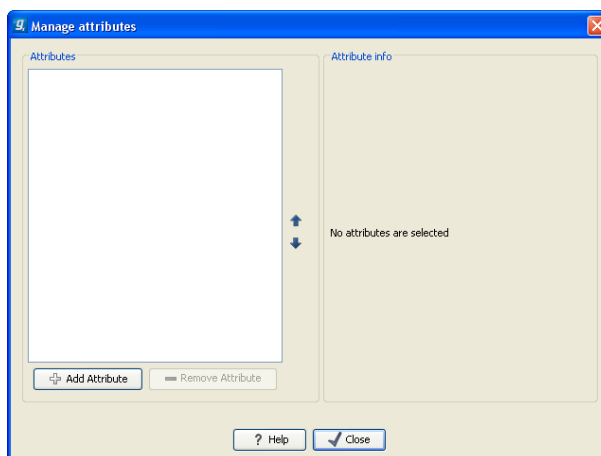 Manage attributes
Attributes
Attribute info
No attributes are selected
Add Attribute
Remove Attribute
? Help
Close